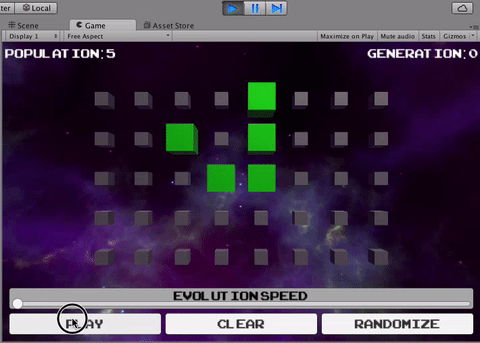 ter Local
Scene Game Asset Store
Display 1 Free Aspect Maximize on Play Mute audio Stats Gizmos
POPULATION:5 GENERATION:0
EVOLUTION SPEED
PLAY CLEAR RANDOMIZE